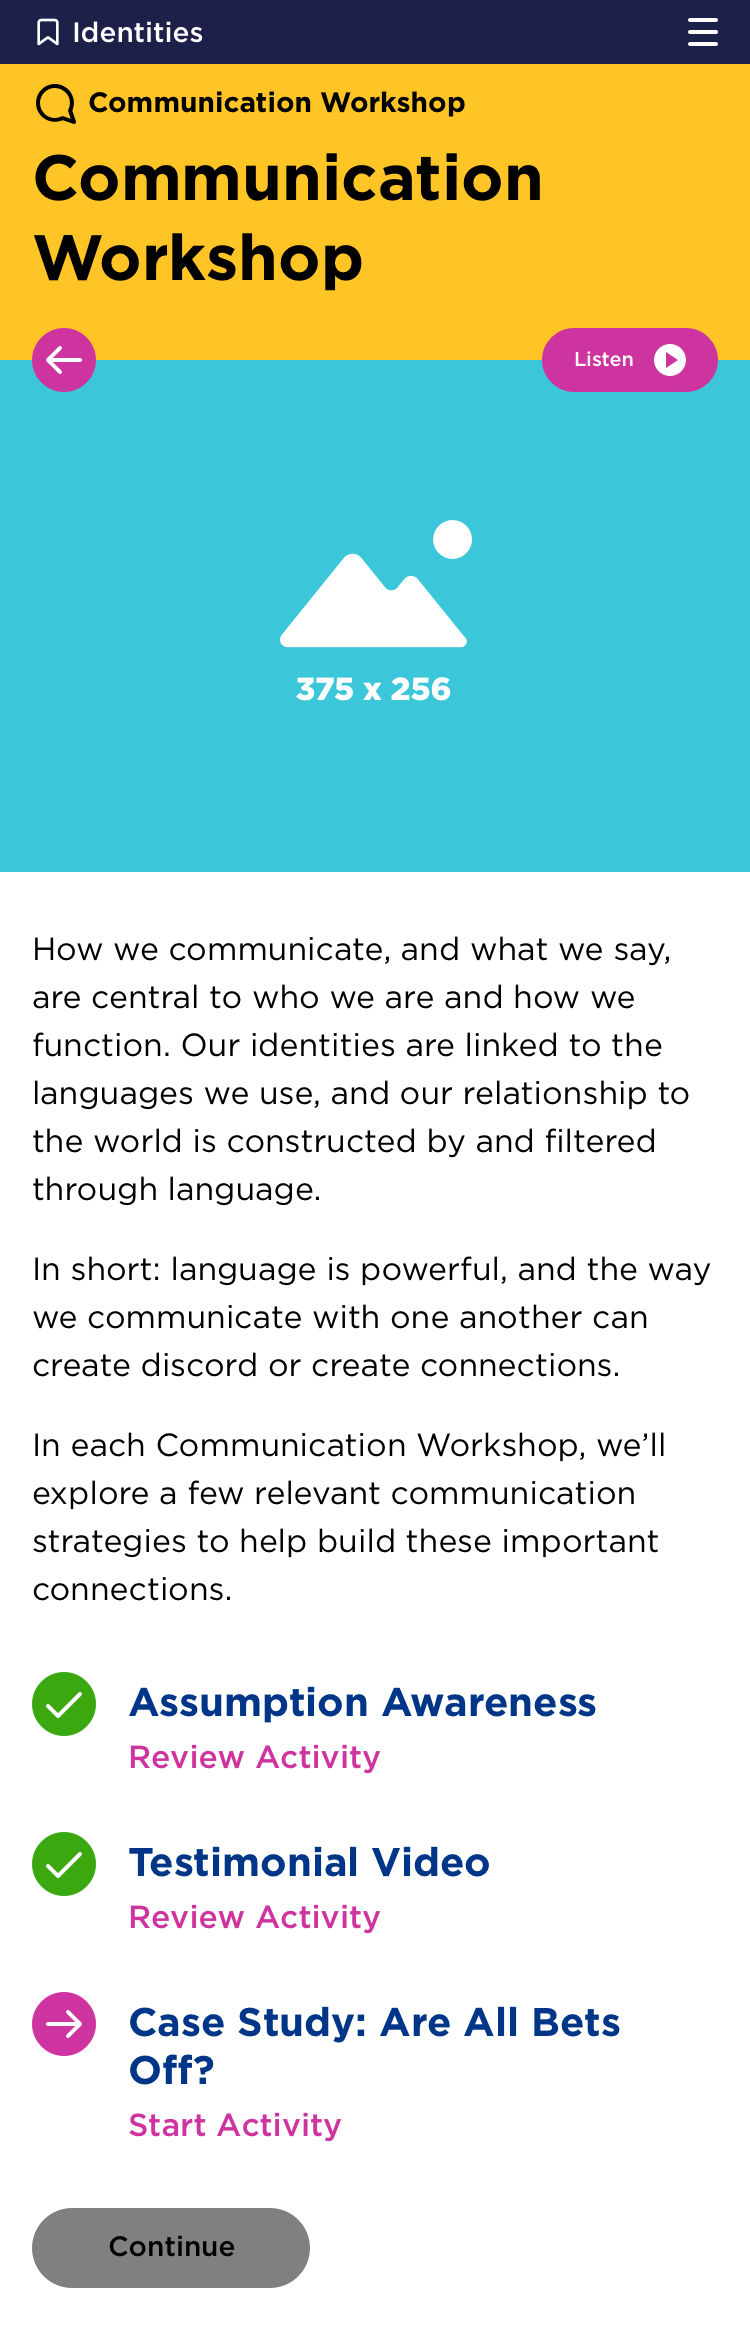 Identities
Communication Workshop
Communication
Workshop
Listen
375 x 256
How we communicate, and what we say,
are central to who we are and how we
function. Our identities are linked to the
languages we use, and our relationship to
the world is constructed by and filtered
through language.
In short: language is powerful, and the way
we communicate with one another can
create discord or create connections.
In each Communication Workshop, we’ll
explore a few relevant communication
strategies to help build these important
connections.
Assumption Awareness
Review Activity
Testimonial Video
Review Activity
Case Study: Are All Bets
Off?
Start Activity
Continue